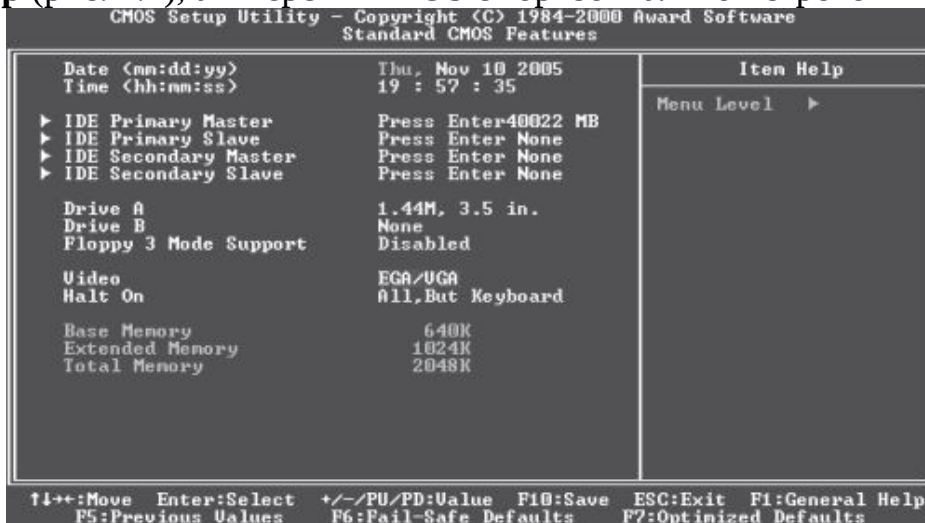 CMOS Setup Utility - Copyright (C) 1984-2000 Award Software
Standard CMOS Features
Date (mm:dd:yy) Thu, Nov 10 2005
Time (hh:mm:ss) 19 : 57 : 35
▶ IDE Primary Master Press Enter40022 MB
▶ IDE Primary Slave Press Enter None
▶ IDE Secondary Master Press Enter None
▶ IDE Secondary Slave Press Enter None
Drive A 1.44M, 3.5 in.
Drive B None
Floppy 3 Mode Support Disabled
Video EGA/VGA
Halt On All,But Keyboard
Base Memory 640K
Extended Memory 1024K
Total Memory 2048K
Item Help
Menu Level ▶
↑↓→←:Move Enter:Select +/-/PU/PD:Value F10:Save ESC:Exit F1:General Help
F5:Previous Values F6:Fail-Safe Defaults F7:Optimized Defaults